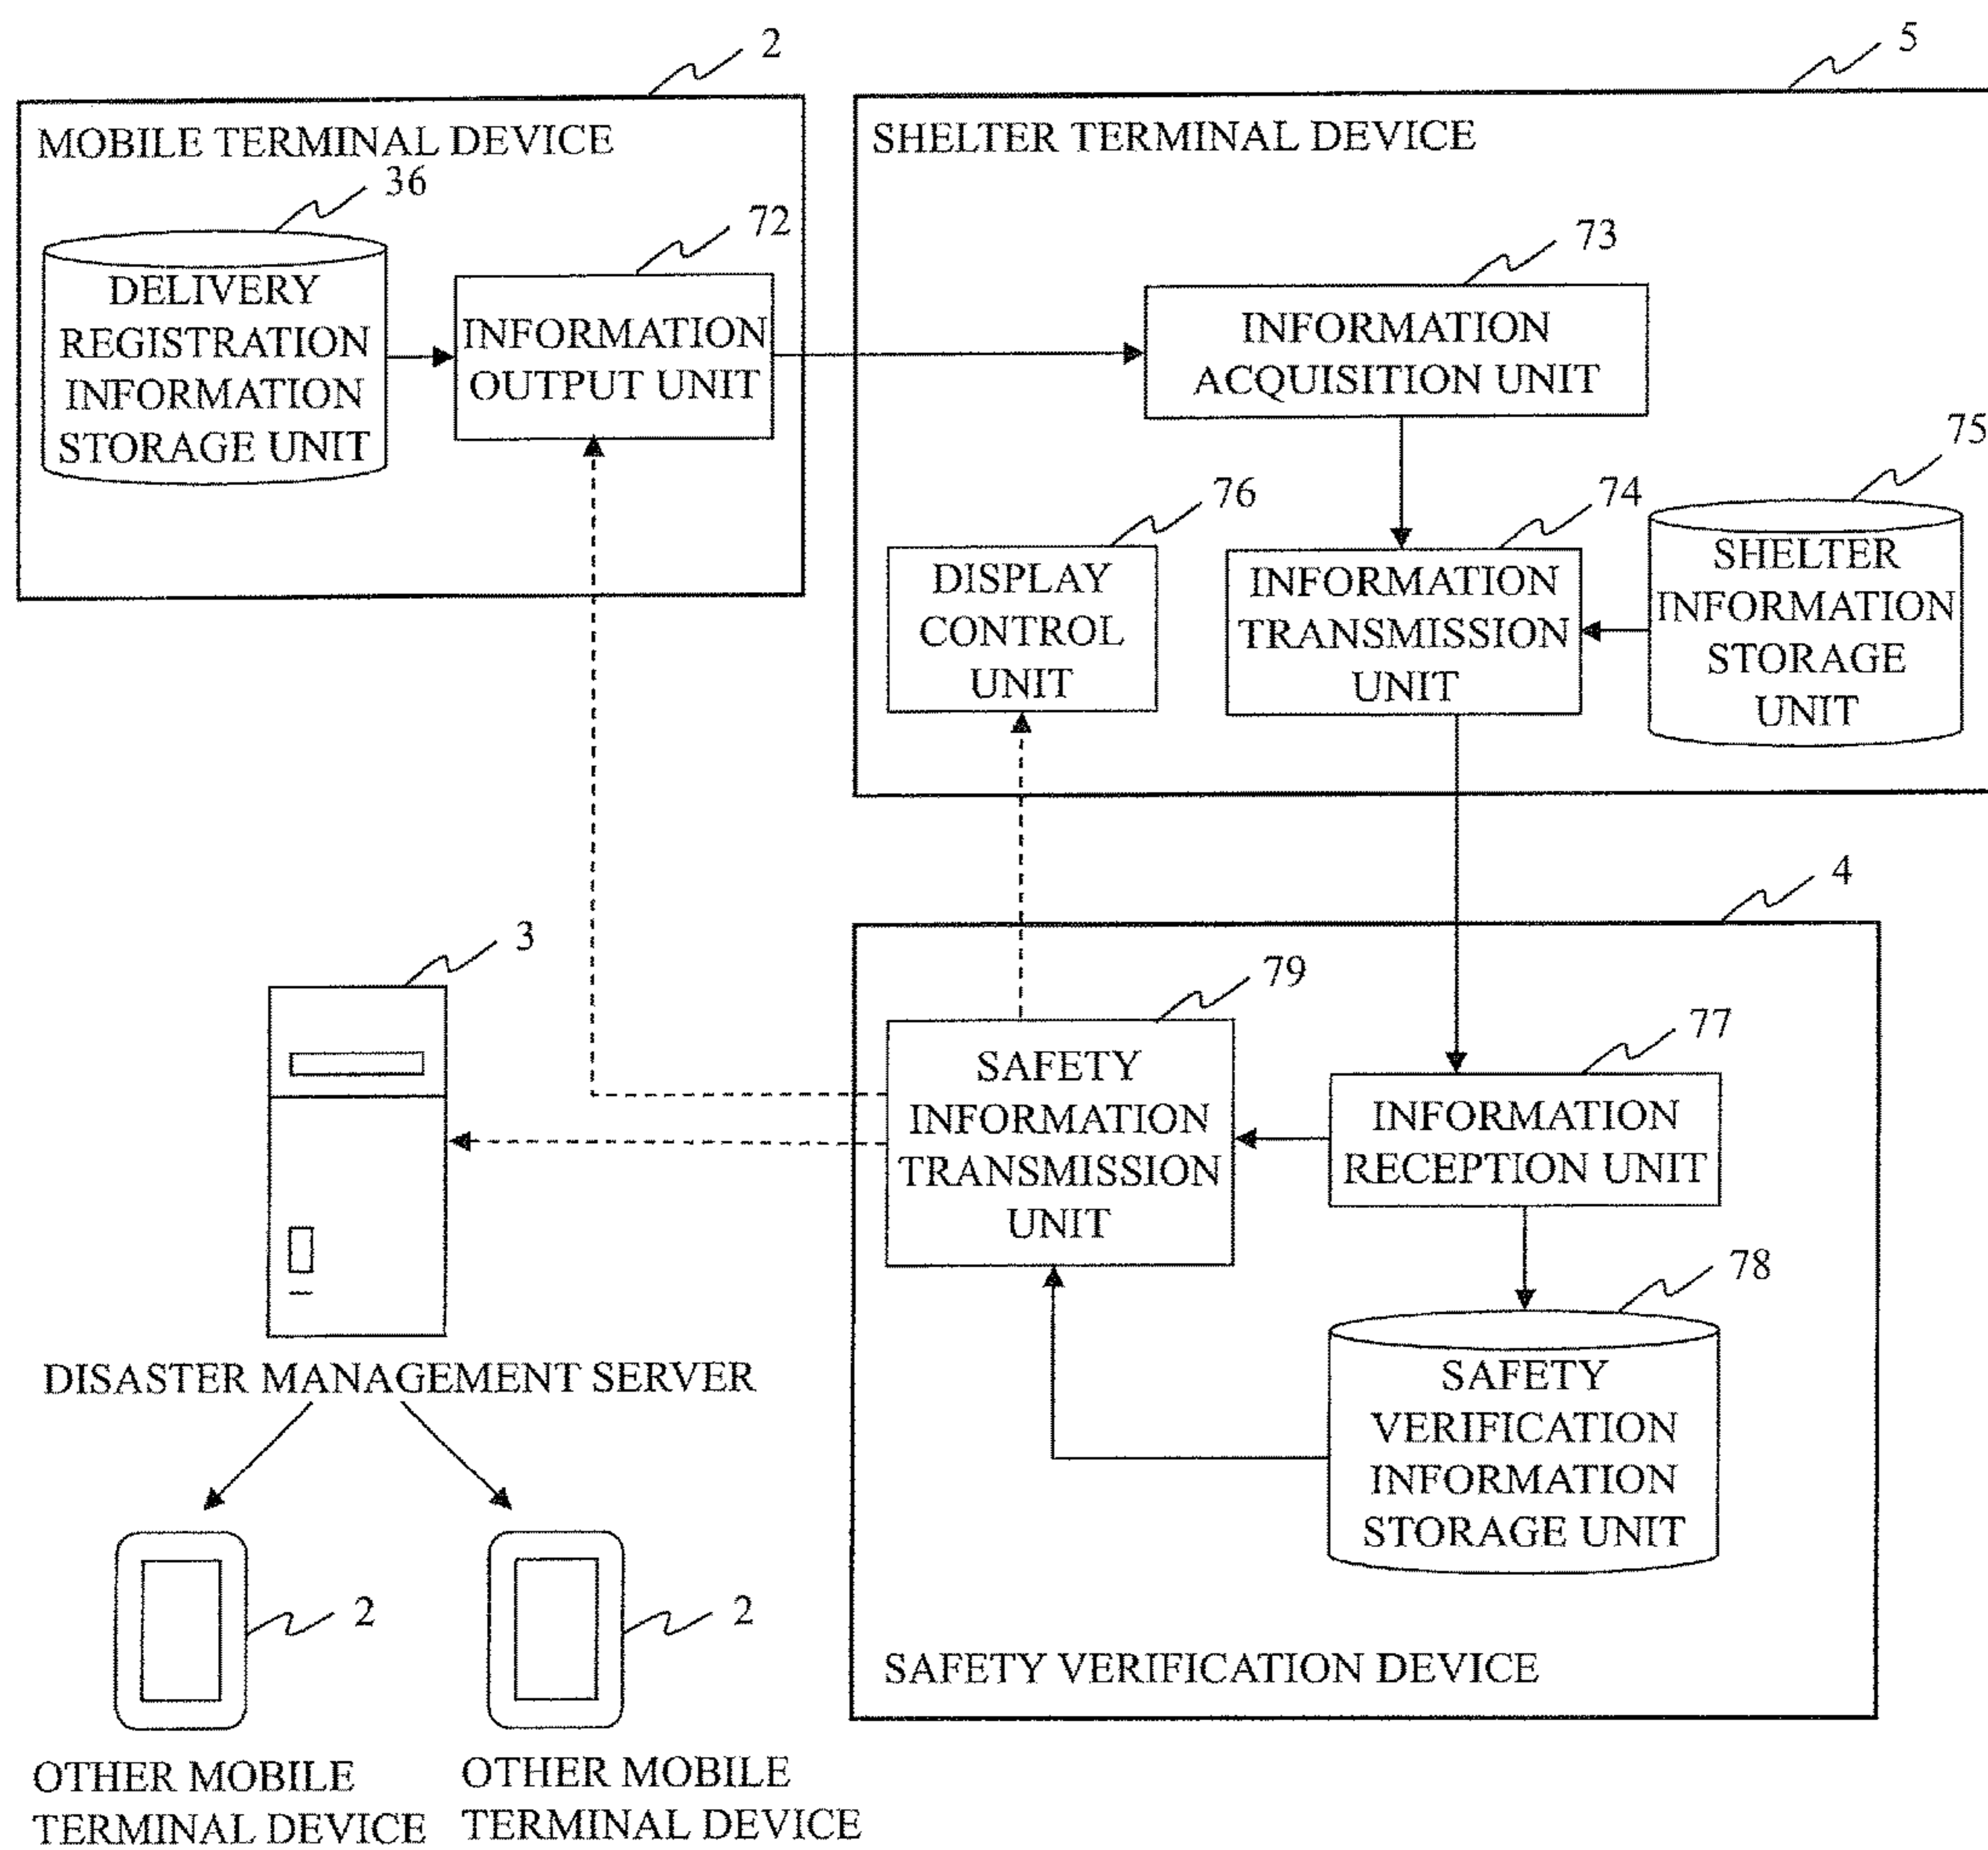 2
MOBILE TERMINAL DEVICE
36
72
DELIVERY
REGISTRATION
INFORMATION
STORAGE UNIT
INFORMATION
OUTPUT UNIT
5
SHELTER TERMINAL DEVICE
73
INFORMATION
ACQUISITION UNIT
76
DISPLAY
CONTROL
UNIT
74
INFORMATION
TRANSMISSION
UNIT
75
SHELTER
INFORMATION
STORAGE
UNIT
3
DISASTER MANAGEMENT SERVER
2
OTHER MOBILE
TERMINAL DEVICE
2
OTHER MOBILE
TERMINAL DEVICE
4
79
SAFETY
INFORMATION
TRANSMISSION
UNIT
77
INFORMATION
RECEPTION UNIT
78
SAFETY
VERIFICATION
INFORMATION
STORAGE UNIT
SAFETY VERIFICATION DEVICE